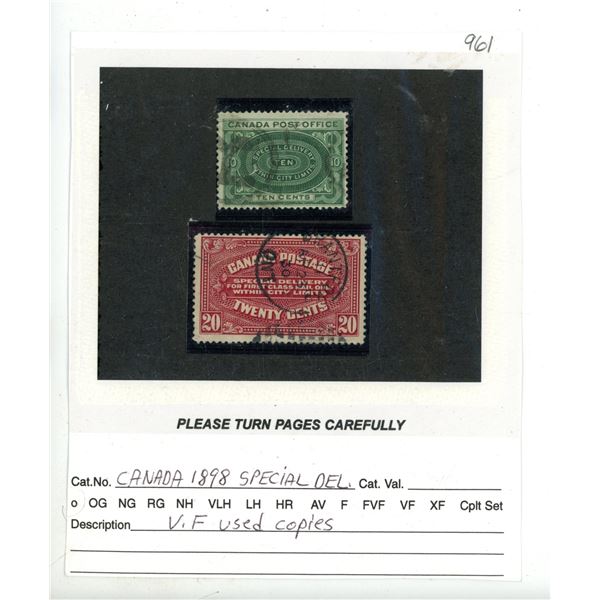 961
CANADA POST OFFICE
SPECIAL DELIVERY
10 TEN 10
WITHIN CITY LIMITS
TEN CENTS
CANADA POSTAGE
SPECIAL DELIVERY
FOR FIRST CLASS MAIL ONLY
WITHIN CITY LIMITS
20 TWENTY CENTS 20
PLEASE TURN PAGES CAREFULLY
Cat.No. CANADA 1898 SPECIAL DEL. Cat. Val.
o OG NG RG NH VLH LH HR AV F FVF VF XF Cplt Set
Description V.F used copies